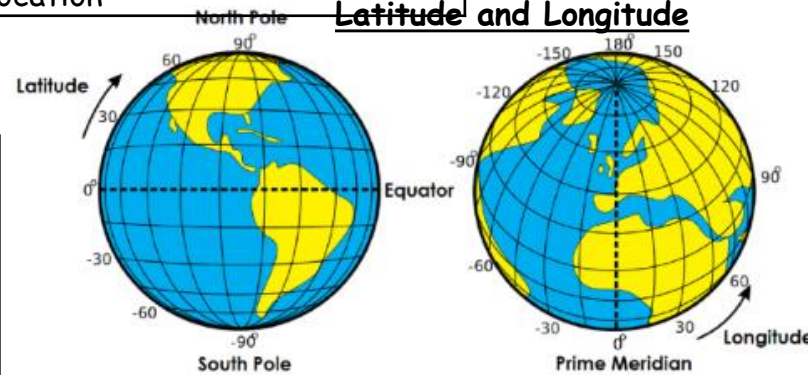 ocation
Latitude and Longitude
North Pole
90°
60
Latitude
30
0°
Equator
-30
-60
-90°
South Pole
180°
-150
150
-120
120
-90°
90°
-60
60
-30
30
0°
Longitude
Prime Meridian